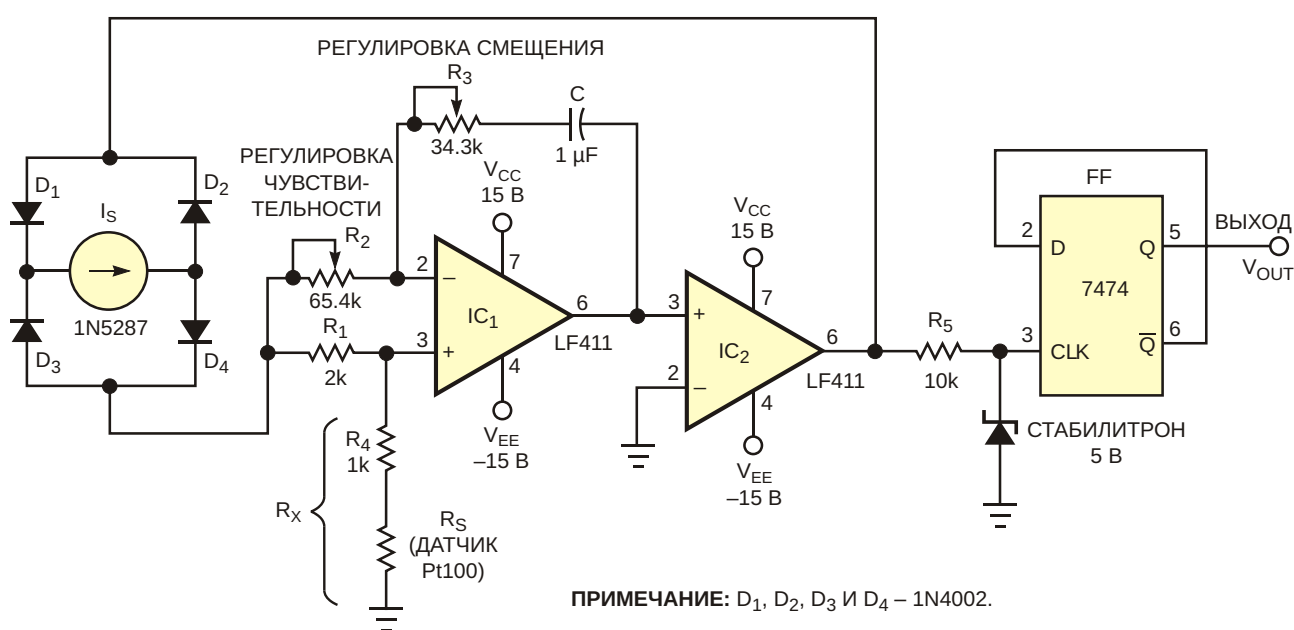 РЕГУЛИРОВКА СМЕЩЕНИЯ
R3
C
34.3k
1 µF
РЕГУЛИРОВКА
ЧУВСТВИ-
ТЕЛЬНОСТИ
R2
65.4k
R1
2k
D1
D2
IS
1N5287
D3
D4
VCC
15 В
2
7
–
IC1
6
3
+
LF411
4
VEE
–15 В
R4
1k
RX
RS
(ДАТЧИК
Pt100)
VCC
15 В
3
7
+
IC2
6
2
–
LF411
4
VEE
–15 В
R5
10k
СТАБИЛИТРОН
5 В
FF
2
D
Q
5
7474
3
CLK
Q̅
6
ВЫХОД
VOUT
ПРИМЕЧАНИЕ: D1, D2, D3 И D4 – 1N4002.